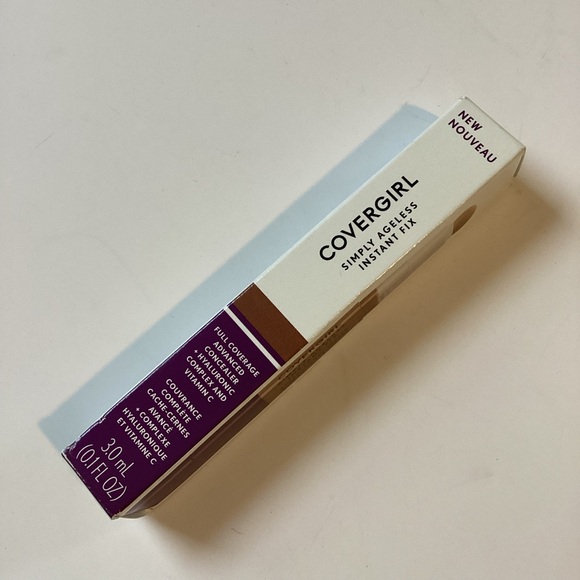 NEW
NOUVEAU
COVERGIRL
SIMPLY AGELESS
INSTANT FIX
FULL COVERAGE
ADVANCED
CONCEALER
+ HYALURONIC
COMPLEX AND
VITAMIN C
COUVRANCE
COMPLÈTE
CACHE-CERNES
AVANCÉ
+ COMPLEXE
HYALURONIQUE
ET VITAMINE C
3.0 mL
(0.1 FL OZ)
COVERGIRL